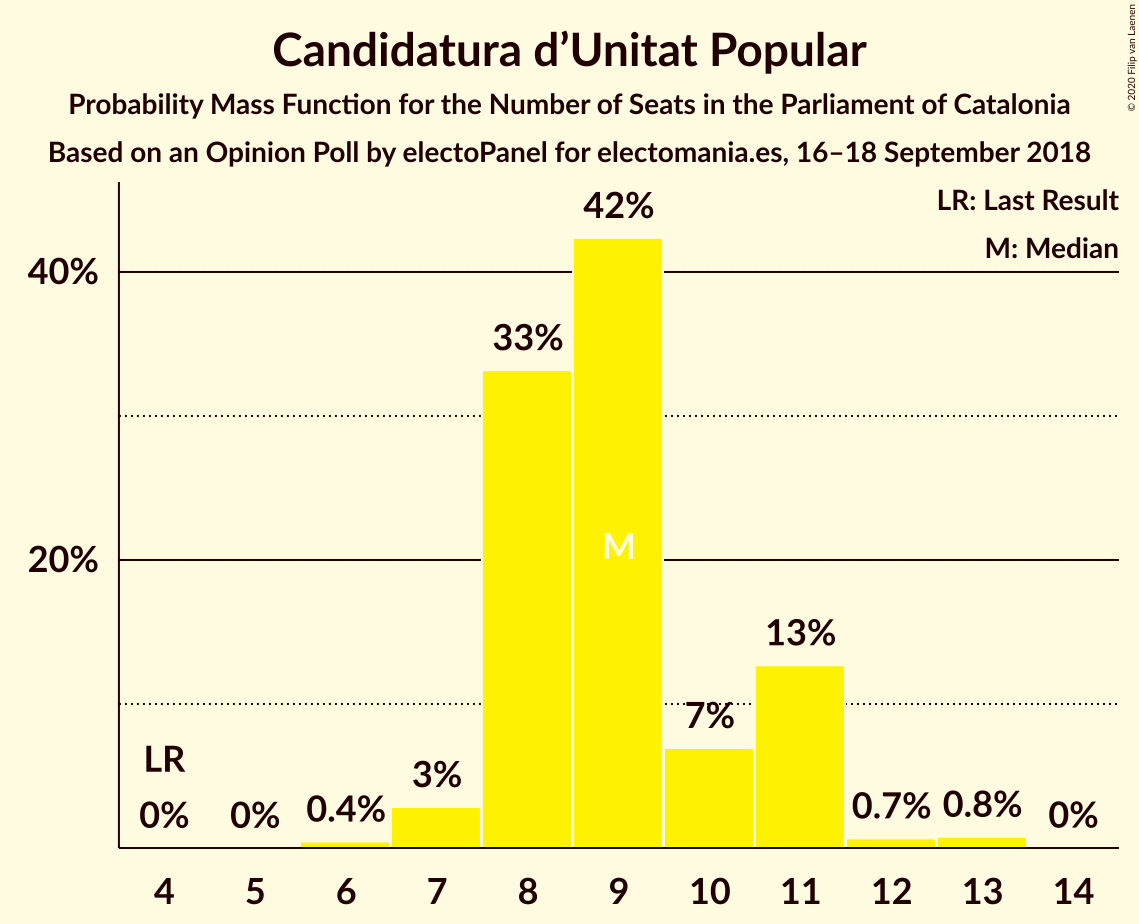 Candidatura d’Unitat Popular
Probability Mass Function for the Number of Seats in the Parliament of Catalonia
Based on an Opinion Poll by electoPanel for electomania.es, 16–18 September 2018
© 2020 Filip van Laenen
LR: Last Result
M: Median
42%
40%
33%
M
20%
13%
7%
LR
3%
0%
0%
0.4%
0.7%
0.8%
0%
4 5 6 7 8 9 10 11 12 13 14